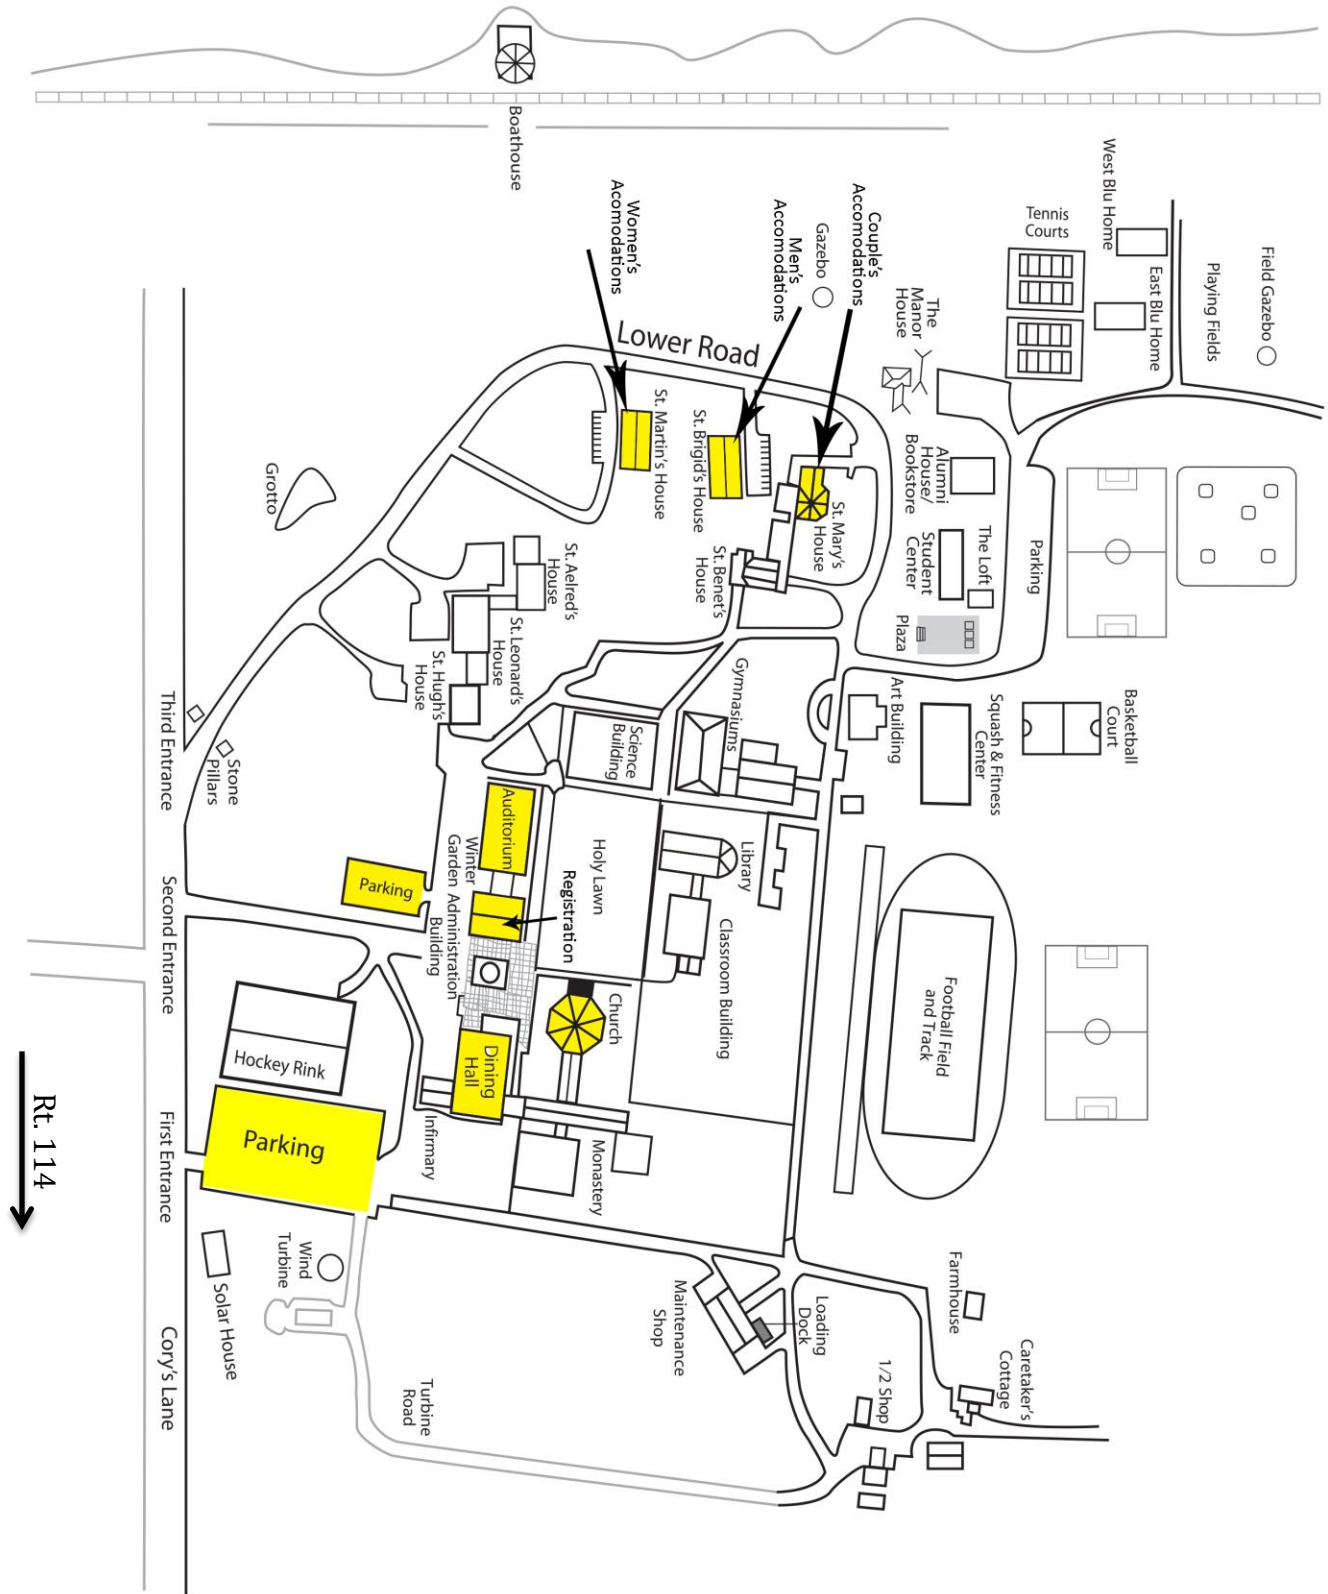 Boathouse
West Blu Home
East Blu Home
Playing Fields
Field Gazebo
Tennis
Courts
Women's
Acomodations
Men's
Accomodations
Gazebo
Couple's
Accomodations
The
Manor
House
Lower Road
Alumni
House/
Bookstore
The Loft
Student
Center
Parking
Plaza
St. Martin's House
St. Brigid's House
St. Mary's
House
St. Benet's
House
Grotto
St. Aelred's
House
St. Leonard's
House
St. Hugh's
House
Gymnasiums
Science
Building
Art Building
Squash & Fitness
Center
Basketball
Court
Third Entrance
Stone
Pillars
Auditorium
Winter
Garden
Administration
Building
Registration
Holy Lawn
Library
Classroom Building
Parking
Second Entrance
Church
Football Field
and Track
Hockey Rink
Dining
Hall
Infirmary
Monastery
Parking
First Entrance
Rt. 114
Wind
Turbine
Solar House
Cory's Lane
Turbine
Road
Maintenance
Shop
Loading
Dock
Farmhouse
Caretaker's
Cottage
1/2 Shop